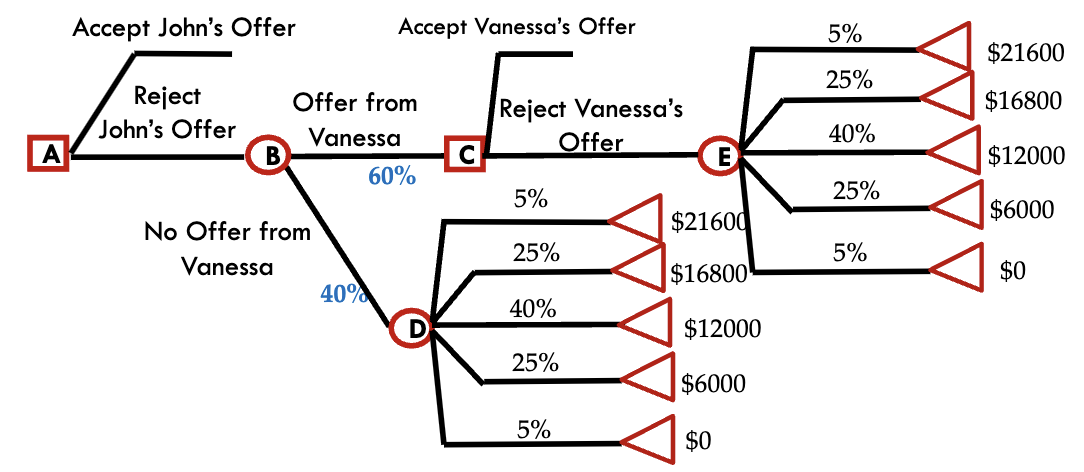 Accept John's Offer
Accept Vanessa's Offer
5%
$21600
25%
$16800
Reject
John's Offer
Offer from
Vanessa
Reject Vanessa's
Offer
40%
$12000
A
B
C
E
60%
25%
$6000
5%
$0
No Offer from
Vanessa
40%
D
5%
$21600
25%
$16800
40%
$12000
25%
$6000
5%
$0